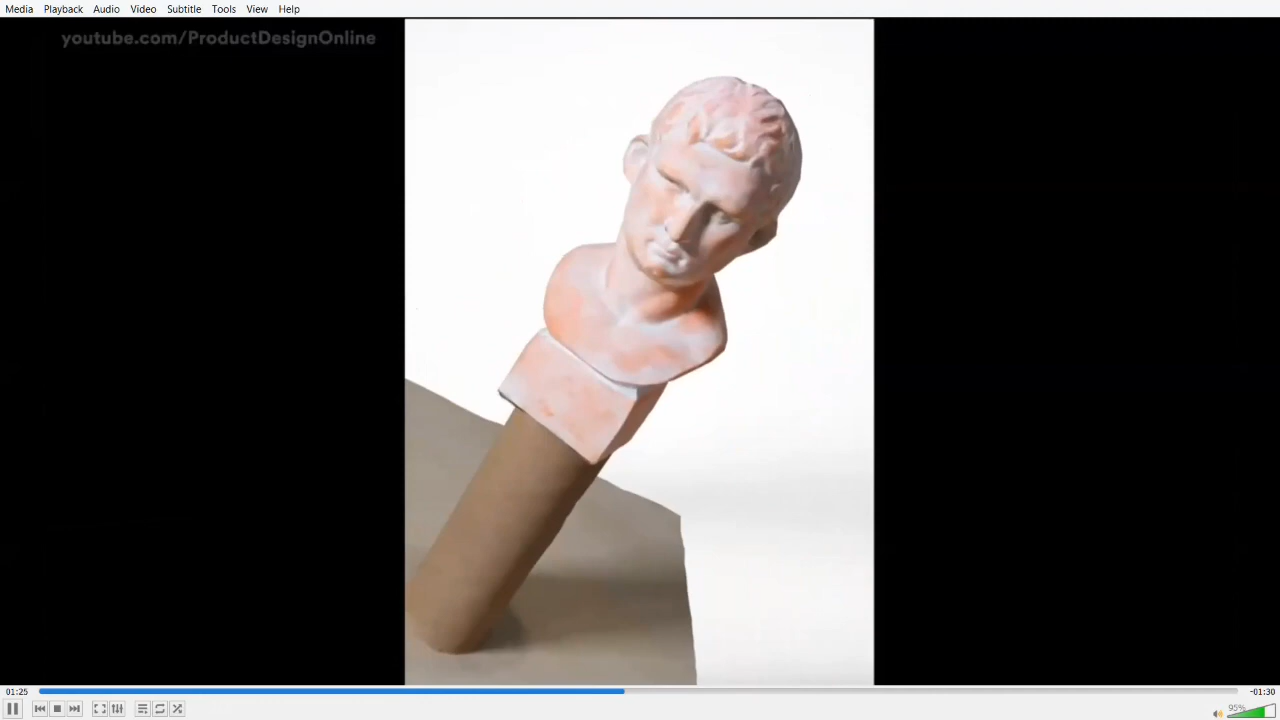 Media Playback Audio Video Subtitle Tools View Help
youtube.com/ProductDesignOnline
01:25 -01:30
95%